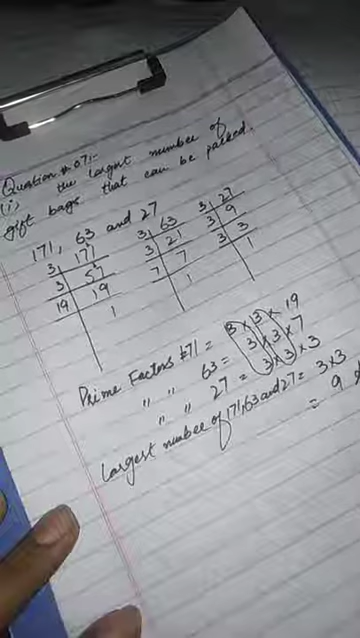 Question # 07:-
(i) the largest number of
gift bags that can be packed.
171, 63 and 27
3 171 3 63 3 27
3 57 3 21 3 9
19 19 7 7 3 3
1 1 1
Prime Factors 171 = 3 x 3 x 19
" " 63 = 3 x 3 x 7
" " 27 = 3 x 3 x 3
Largest number of 171, 63 and 27 = 3 x 3
= 9